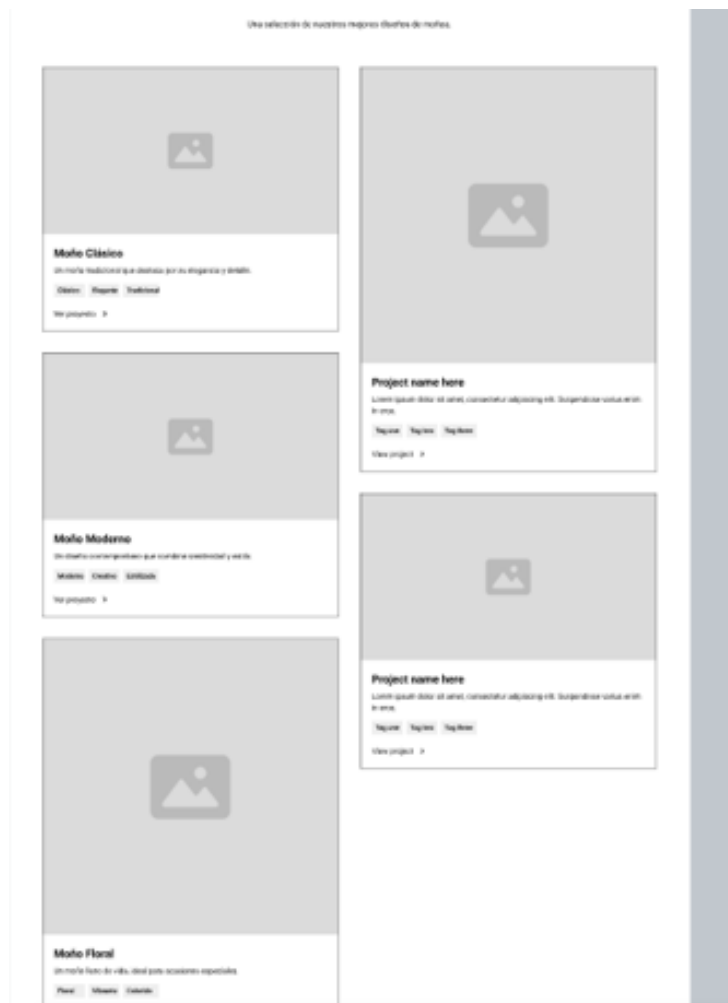 Una selección de nuestros mejores diseños de moños.
Moño Clásico
Un moño tradicional que destaca por su elegancia y detalle.
Clásico Elegante Tradicional
Ver proyecto >
Moño Moderno
Un diseño contemporáneo que combina creatividad y estilo.
Moderno Creativo Estilizado
Ver proyecto >
Moño Floral
Un moño lleno de vida, ideal para ocasiones especiales.
Floral Vibrante Colorido
Project name here
Lorem ipsum dolor sit amet, consectetur adipiscing elit. Suspendisse varius enim
in eros.
Tag one Tag two Tag three
View project >
Project name here
Lorem ipsum dolor sit amet, consectetur adipiscing elit. Suspendisse varius enim
in eros.
Tag one Tag two Tag three
View project >